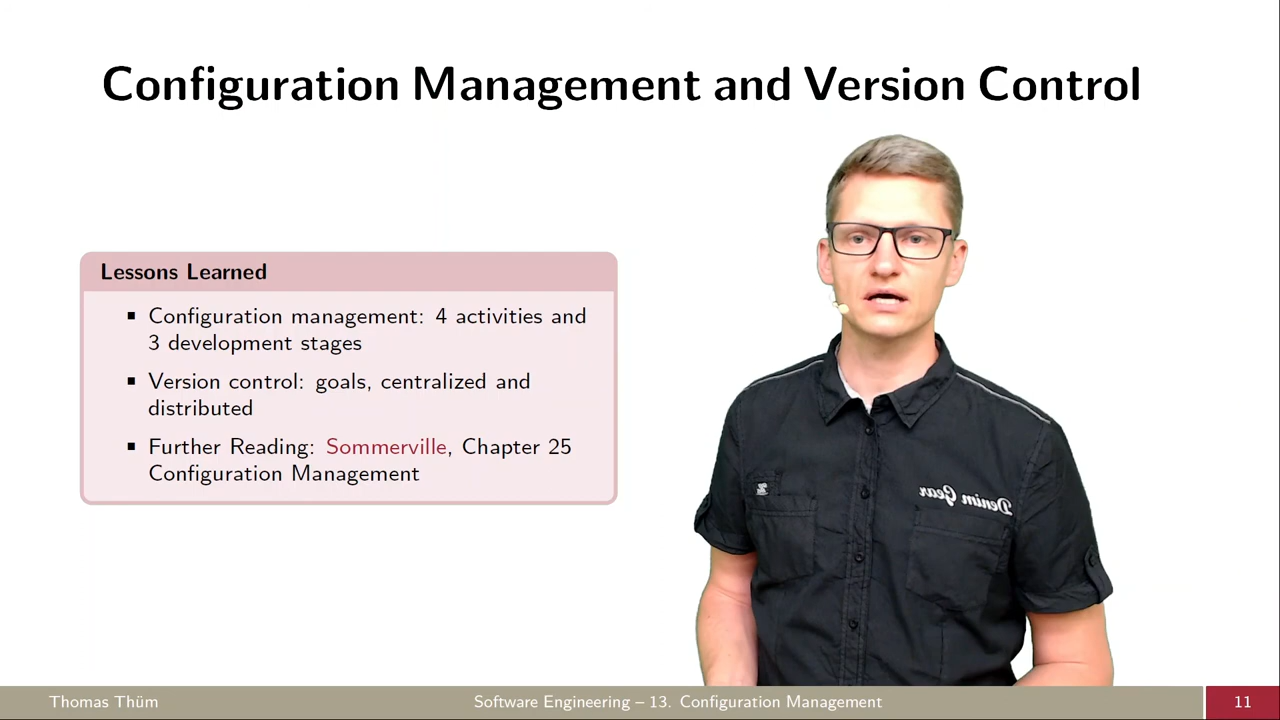 Configuration Management and Version Control
Lessons Learned
▪ Configuration management: 4 activities and
3 development stages
▪ Version control: goals, centralized and
distributed
▪ Further Reading: Sommerville, Chapter 25
Configuration Management
Denim Gear
Thomas Thüm
Software Engineering – 13. Configuration Management
11